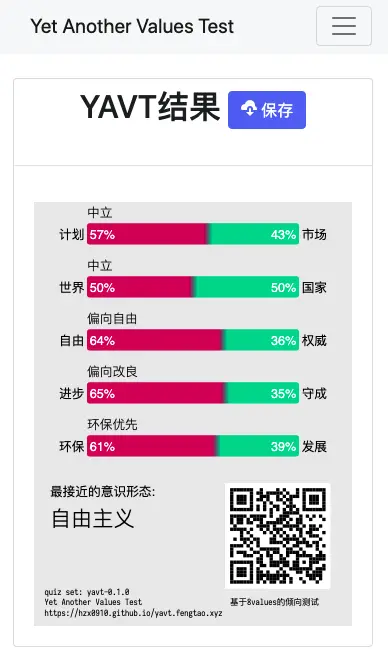 Yet Another Values Test
YAVT结果 保存
中立
计划 57% 43% 市场
中立
世界 50% 50% 国家
偏向自由
自由 64% 36% 权威
偏向改良
进步 65% 35% 守成
环保优先
环保 61% 39% 发展
最接近的意识形态:
自由主义
quiz set: yavt-0.1.0
Yet Another Values Test
https://hzx0910.github.io/yavt.fengtao.xyz
基于8values的倾向测试